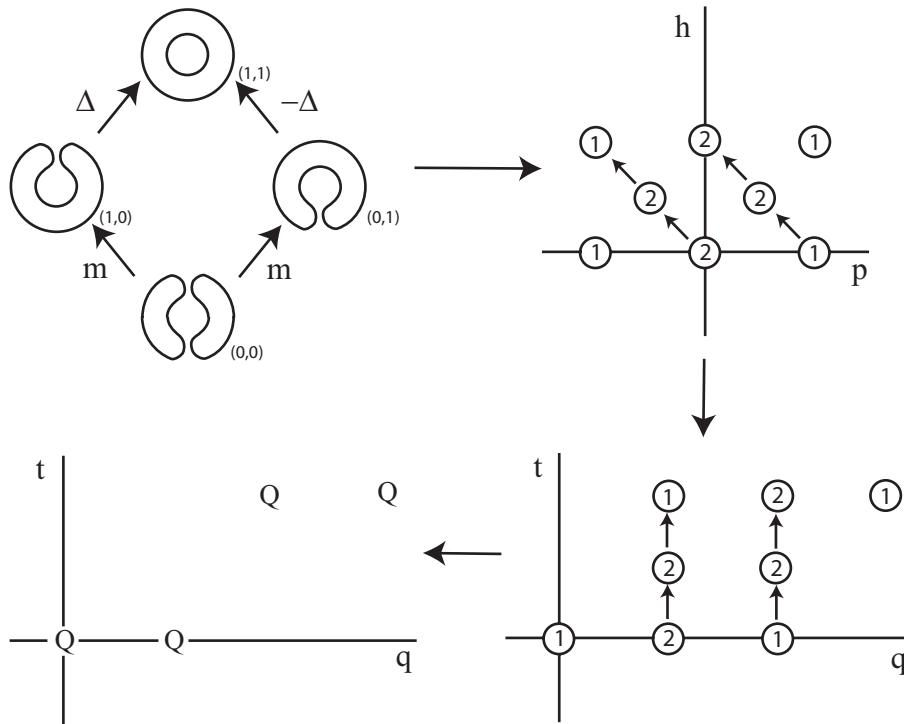 h
(1,1)
Δ −Δ
1 2 1
2 2
(1,0) (0,1)
m m
1 2 1
p
(0,0)
t t
Q Q 1 2 1
2 2
Q Q 1 2 1
q q